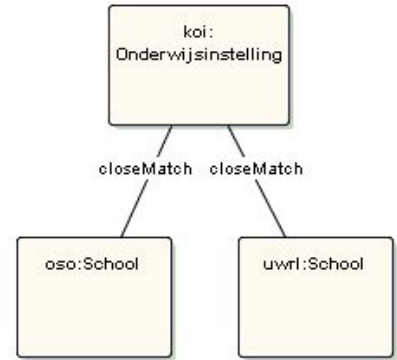 koi:
Onderwijsinstelling
closeMatch closeMatch
oso:School
uwrl:School